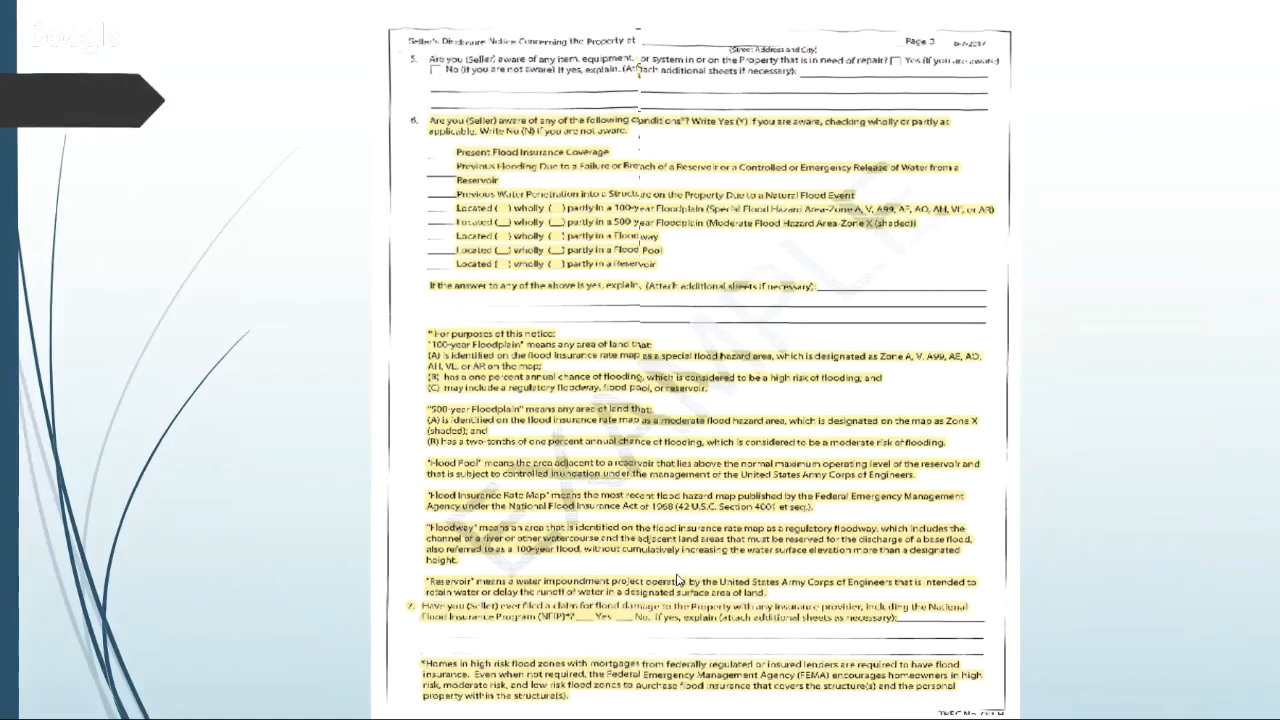 Google
Seller's Disclosure Notice Concerning the Property at Page 3 8-7-2017
(Street Address and City)
5. Are you (Seller) aware of any item, equipment, or system in or on the Property that is in need of repair? Yes (if you are aware)
No (if you are not aware) If yes, explain. (Attach additional sheets if necessary):
6. Are you (Seller) aware of any of the following conditions*? Write Yes (Y) if you are aware, checking wholly or partly as
applicable. Write No (N) if you are not aware.
Present Flood Insurance Coverage
Previous Flooding Due to a Failure or Breach of a Reservoir or a Controlled or Emergency Release of Water from a
Reservoir
Previous Water Penetration into a Structure on the Property Due to a Natural Flood Event
Located (__) wholly (__) partly in a 100-year Floodplain (Special Flood Hazard Area-Zone A, V, A99, AE, AO, AH, VE, or AR)
Located (__) wholly (__) partly in a 500-year Floodplain (Moderate Flood Hazard Area-Zone X (shaded))
Located (__) wholly (__) partly in a Floodway
Located (__) wholly (__) partly in a Flood Pool
Located (__) wholly (__) partly in a Reservoir
If the answer to any of the above is yes, explain, (Attach additional sheets if necessary):
* For purposes of this notice:
"100-year Floodplain" means any area of land that:
(A) is identified on the flood insurance rate map as a special flood hazard area, which is designated as Zone A, V, A99, AE, AO,
AH, VE, or AR on the map;
(B) has a one percent annual chance of flooding, which is considered to be a high risk of flooding; and
(C) may include a regulatory floodway, flood pool, or reservoir.
"500-year Floodplain" means any area of land that:
(A) is identified on the flood insurance rate map as a moderate flood hazard area, which is designated on the map as Zone X
(shaded); and
(B) has a two-tenths of one percent annual chance of flooding, which is considered to be a moderate risk of flooding.
"Flood Pool" means the area adjacent to a reservoir that lies above the normal maximum operating level of the reservoir and
that is subject to controlled inundation under the management of the United States Army Corps of Engineers.
"Flood Insurance Rate Map" means the most recent flood hazard map published by the Federal Emergency Management
Agency under the National Flood Insurance Act of 1968 (42 U.S.C. Section 4001 et seq.).
"Floodway" means an area that is identified on the flood insurance rate map as a regulatory floodway, which includes the
channel of a river or other watercourse and the adjacent land areas that must be reserved for the discharge of a base flood,
also referred to as a 100-year flood, without cumulatively increasing the water surface elevation more than a designated
height.
"Reservoir" means a water impoundment project operated by the United States Army Corps of Engineers that is intended to
retain water or delay the runoff of water in a designated surface area of land.
7. Have you (Seller) ever filed a claim for flood damage to the Property with any insurance provider, including the National
Flood Insurance Program (NFIP)*? ___ Yes ___ No. If yes, explain (attach additional sheets as necessary):
*Homes in high risk flood zones with mortgages from federally regulated or insured lenders are required to have flood
insurance. Even when not required, the Federal Emergency Management Agency (FEMA) encourages homeowners in high
risk, moderate risk, and low risk flood zones to purchase flood insurance that covers the structure(s) and the personal
property within the structure(s).
EXAMPLE